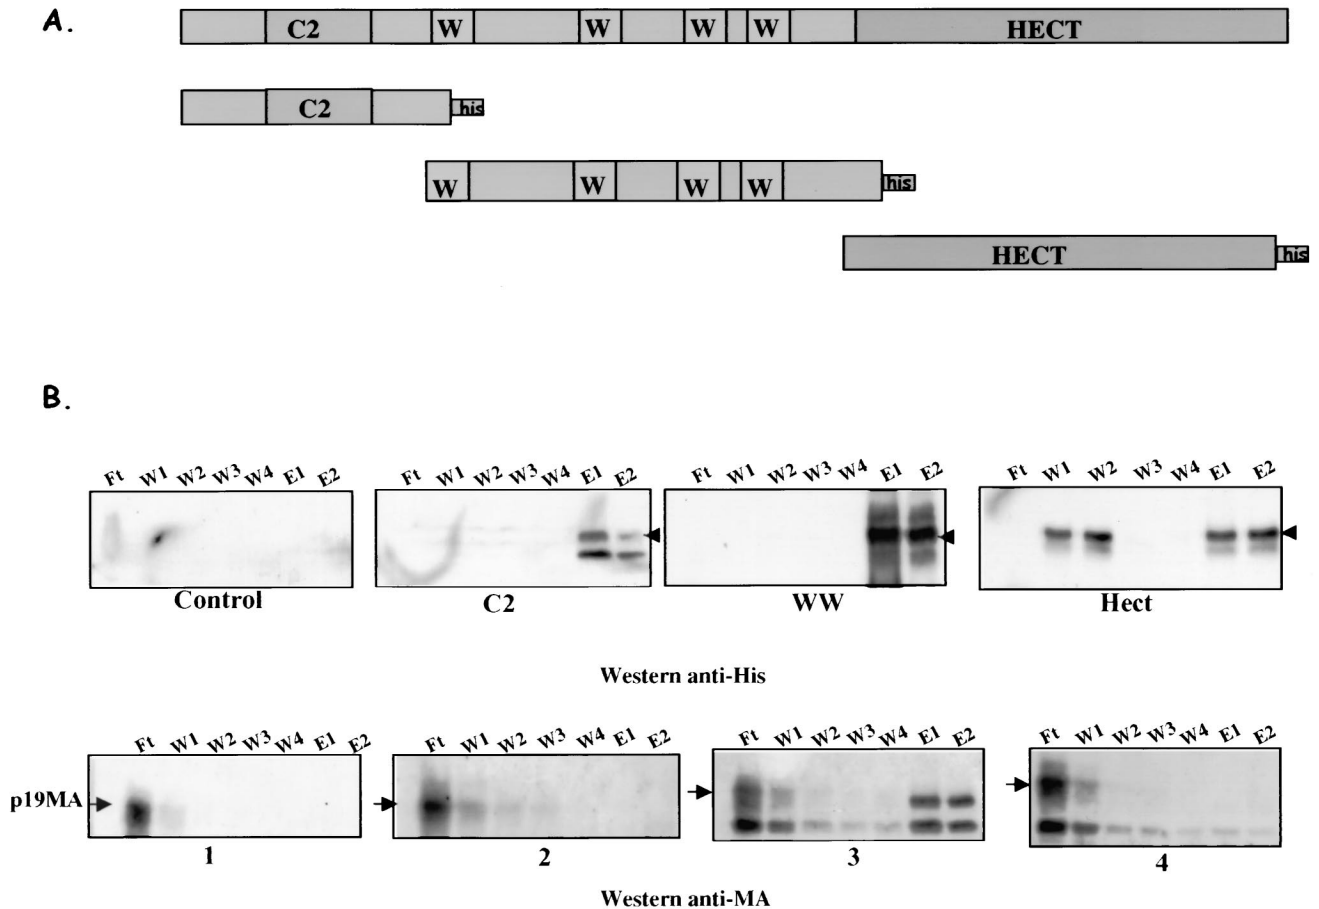 A.
C2 W W W W HECT
C2 his
W W W W his
HECT his
B.
Ft W1 W2 W3 W4 E1 E2
Ft W1 W2 W3 W4 E1 E2
Ft W1 W2 W3 W4 E1 E2
Ft W1 W2 W3 W4 E1 E2
Control
C2
WW
Hect
Western anti-His
Ft W1 W2 W3 W4 E1 E2
Ft W1 W2 W3 W4 E1 E2
Ft W1 W2 W3 W4 E1 E2
Ft W1 W2 W3 W4 E1 E2
p19MA
1
2
3
4
Western anti-MA